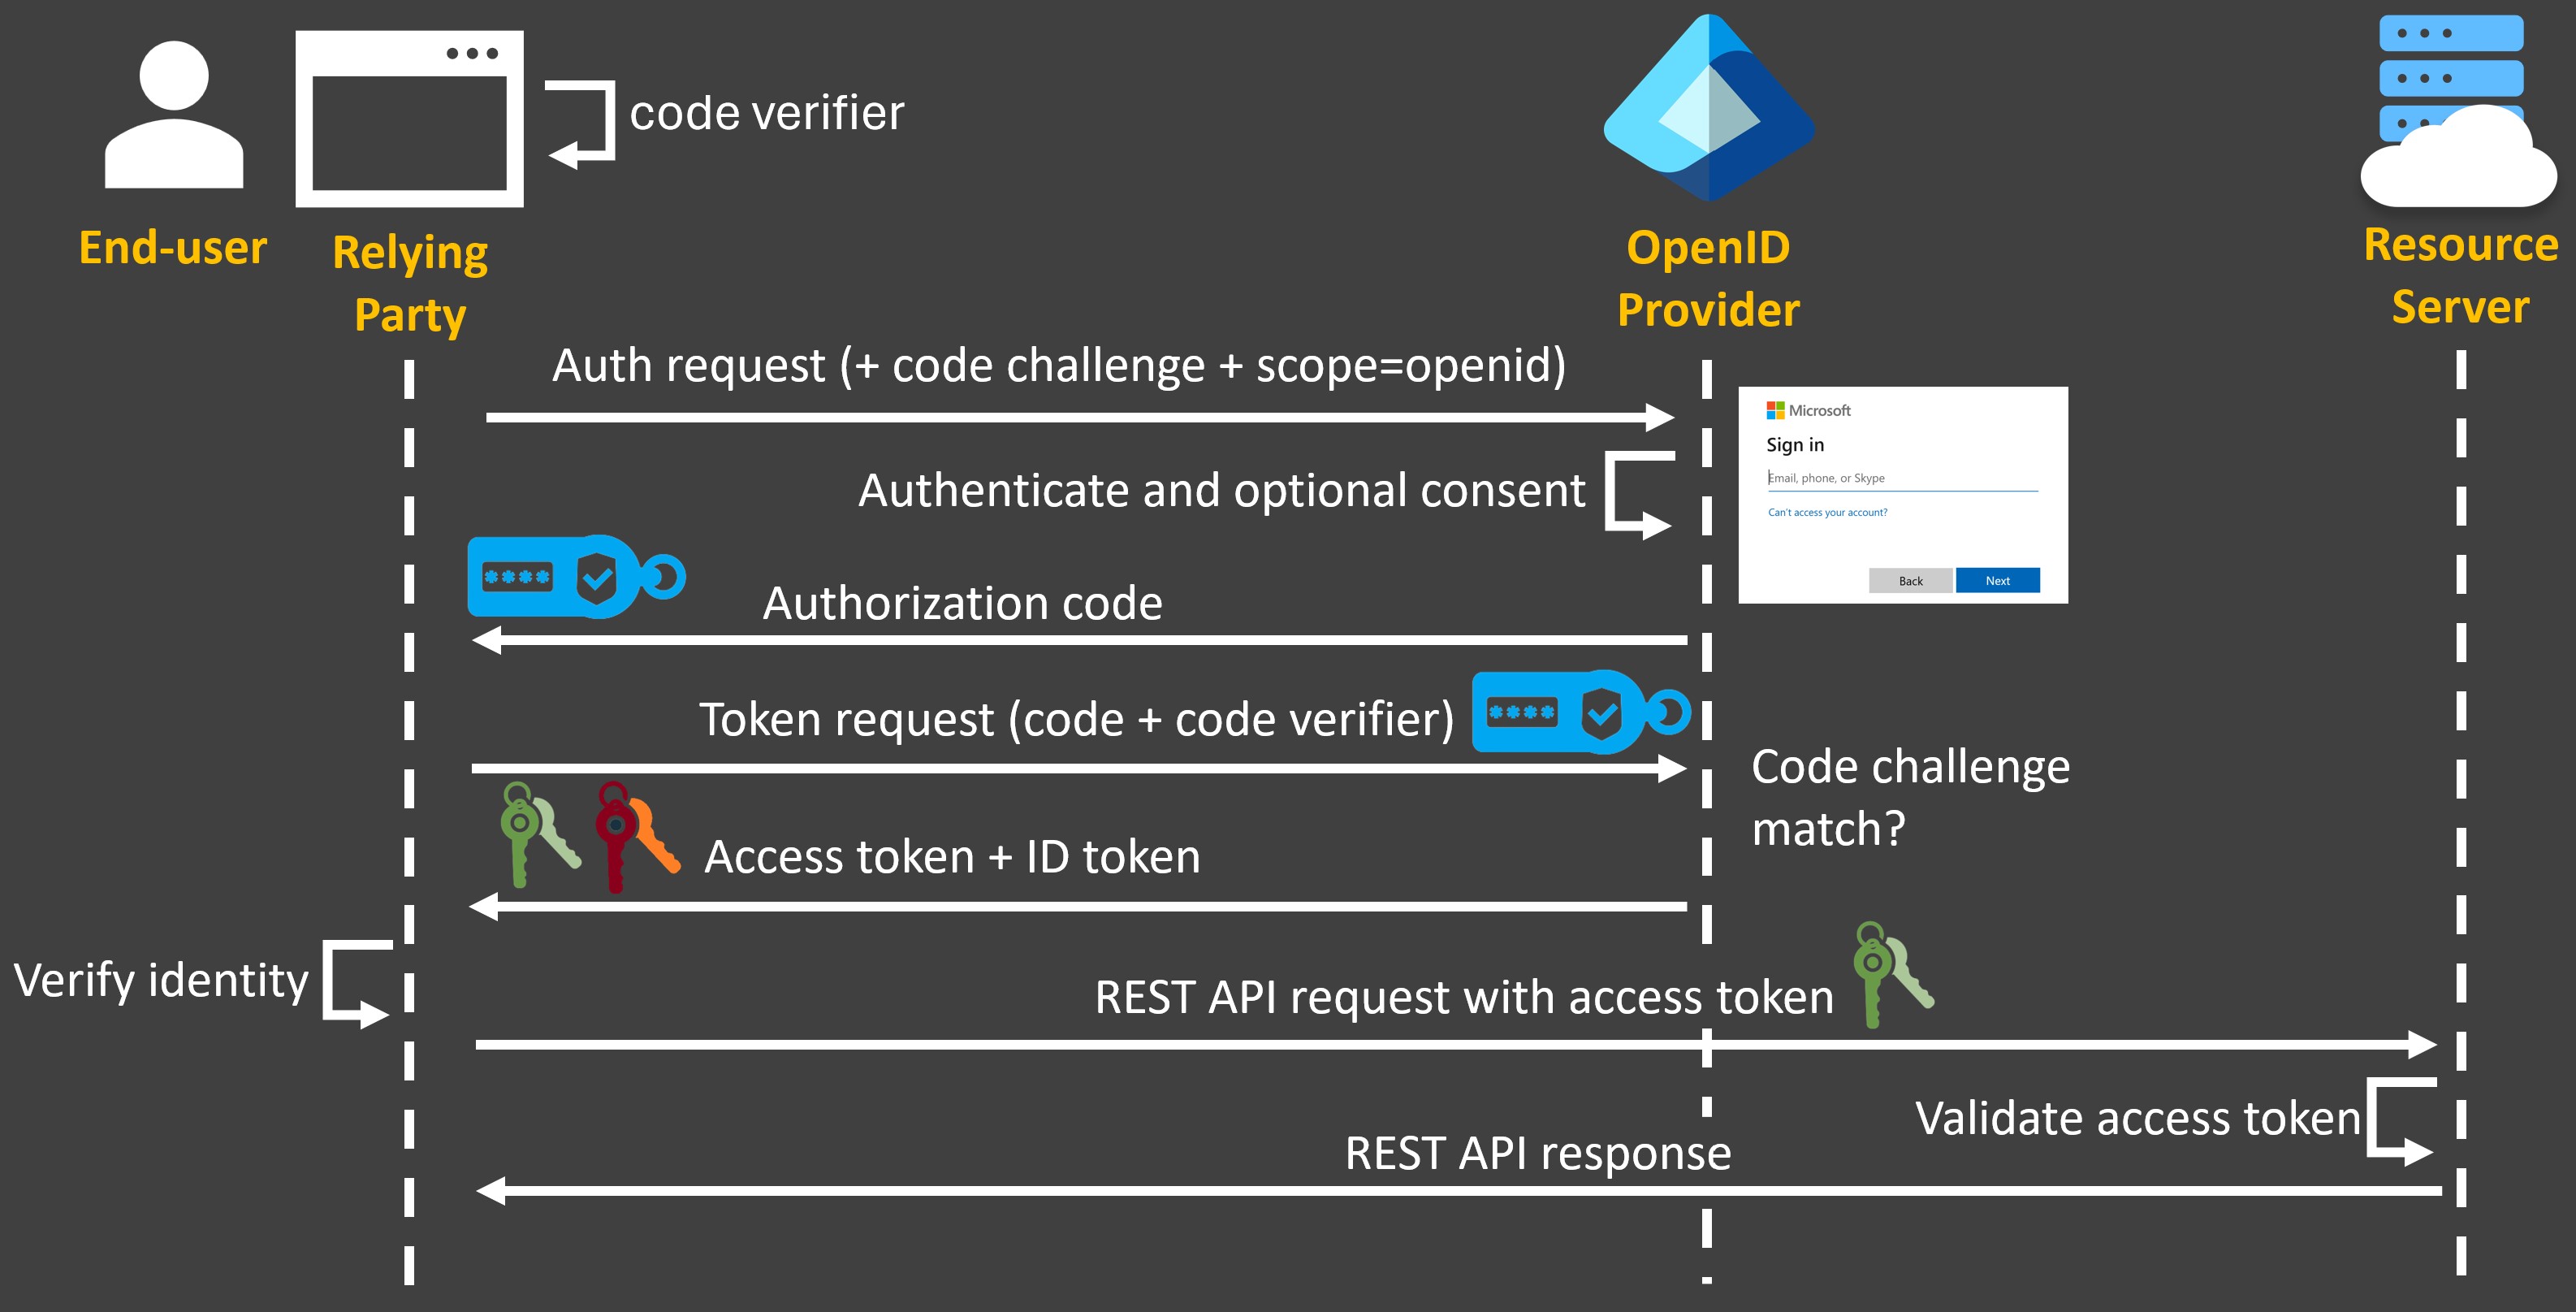 code verifier
End-user
Relying
Party
OpenID
Provider
Resource
Server
Auth request (+ code challenge + scope=openid)
Microsoft
Sign in
Email, phone, or Skype
Can't access your account?
Back
Next
Authenticate and optional consent
****
Authorization code
Token request (code + code verifier)
****
Code challenge
match?
Access token + ID token
Verify identity
REST API request with access token
Validate access token
REST API response